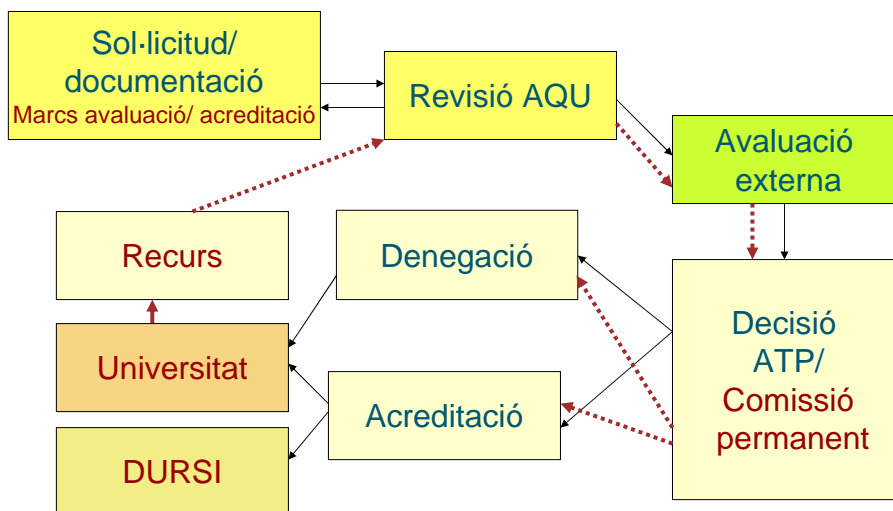 Sol·licitud/
documentació
Marcs avaluació/ acreditació
Revisió AQU
Avaluació
externa
Recurs
Denegació
Decisió
ATP/
Comissió
permanent
Universitat
Acreditació
DURSI